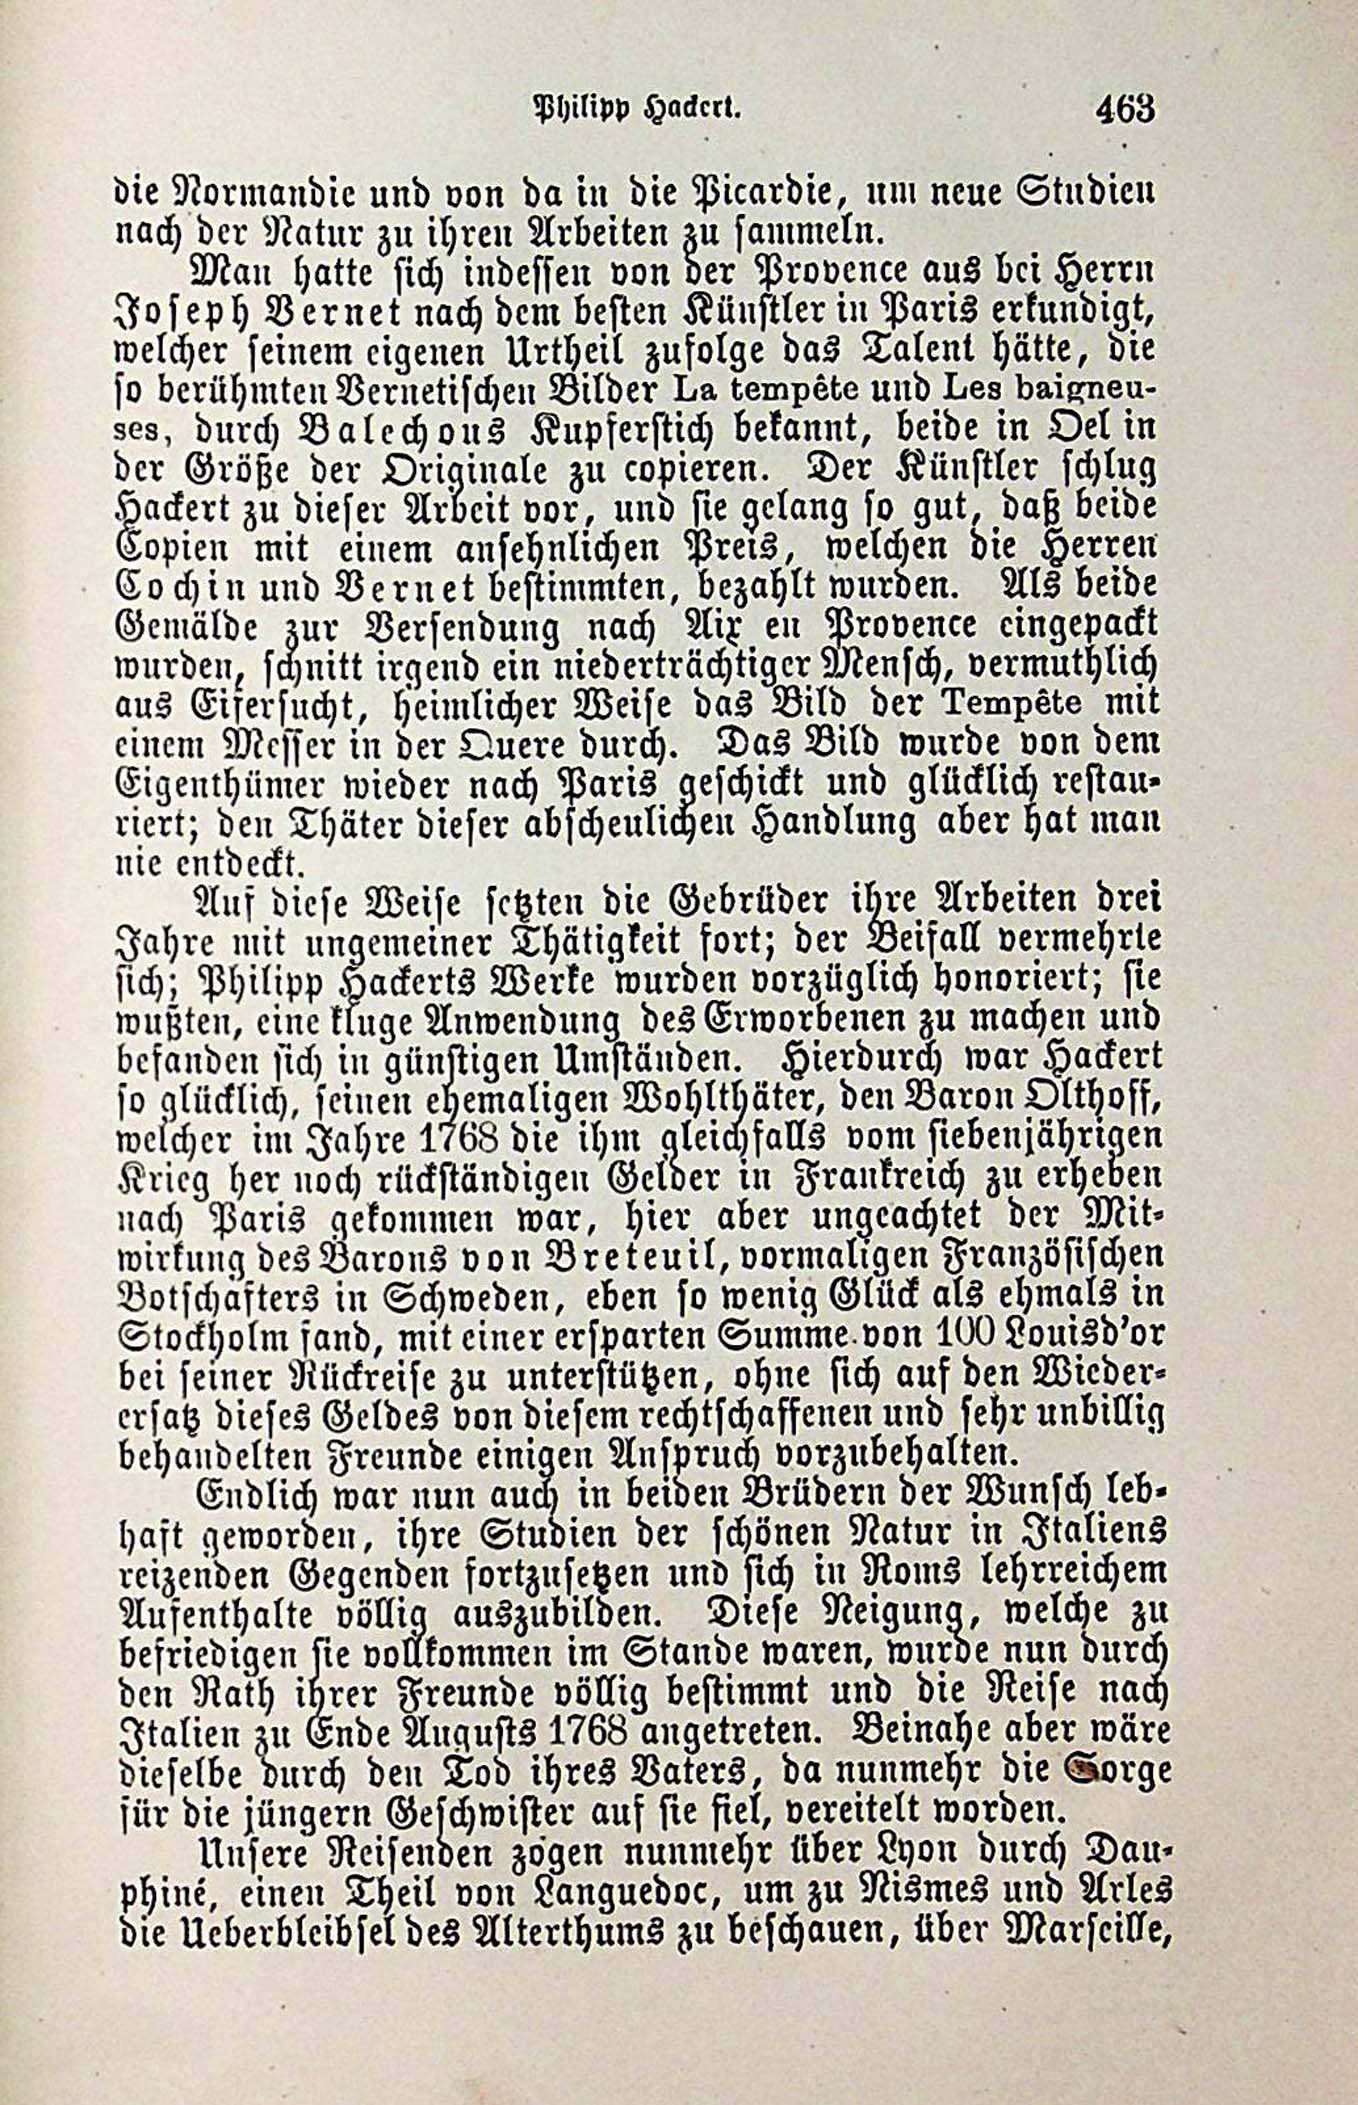 Philipp Hackert. 463
die Normandie und von da in die Picardie, um neue Studien
nach der Natur zu ihren Arbeiten zu sammeln.
Man hatte sich indessen von der Provence aus bei Herrn
Joseph Vernet nach dem besten Künstler in Paris erkundigt,
welcher seinem eigenen Urtheil zufolge das Talent hätte, die
so berühmten Vernetischen Bilder La tempête und Les baigneu-
ses, durch Balechous Kupferstich bekannt, beide in Oel in
der Größe der Originale zu copieren. Der Künstler schlug
Hackert zu dieser Arbeit vor, und sie gelang so gut, daß beide
Copien mit einem ansehnlichen Preis, welchen die Herren
Cochin und Vernet bestimmten, bezahlt wurden. Als beide
Gemälde zur Versendung nach Aix en Provence eingepackt
wurden, schnitt irgend ein niederträchtiger Mensch, vermuthlich
aus Eifersucht, heimlicher Weise das Bild der Tempête mit
einem Messer in der Quere durch. Das Bild wurde von dem
Eigenthümer wieder nach Paris geschickt und glücklich restau-
riert; den Thäter dieser abscheulichen Handlung aber hat man
nie entdeckt.
Auf diese Weise setzten die Gebrüder ihre Arbeiten drei
Jahre mit ungemeiner Thätigkeit fort; der Beifall vermehrte
sich; Philipp Hackerts Werke wurden vorzüglich honoriert; sie
wußten, eine kluge Anwendung des Erworbenen zu machen und
befanden sich in günstigen Umständen. Hierdurch war Hackert
so glücklich, seinen ehemaligen Wohlthäter, den Baron Olthoff,
welcher im Jahre 1768 die ihm gleichfalls vom siebenjährigen
Krieg her noch rückständigen Gelder in Frankreich zu erheben
nach Paris gekommen war, hier aber ungeachtet der Mit-
wirkung des Barons von Breteuil, vormaligen Französischen
Botschafters in Schweden, eben so wenig Glück als ehmals in
Stockholm fand, mit einer ersparten Summe von 100 Louisd'or
bei seiner Rückreise zu unterstützen, ohne sich auf den Wieder-
ersatz dieses Geldes von diesem rechtschaffenen und sehr unbillig
behandelten Freunde einigen Anspruch vorzubehalten.
Endlich war nun auch in beiden Brüdern der Wunsch leb-
haft geworden, ihre Studien der schönen Natur in Italiens
reizenden Gegenden fortzusetzen und sich in Roms lehrreichem
Aufenthalte völlig auszubilden. Diese Neigung, welche zu
befriedigen sie vollkommen im Stande waren, wurde nun durch
den Rath ihrer Freunde völlig bestimmt und die Reise nach
Italien zu Ende Augusts 1768 angetreten. Beinahe aber wäre
dieselbe durch den Tod ihres Vaters, da nunmehr die Sorge
für die jüngern Geschwister auf sie fiel, vereitelt worden.
Unsere Reisenden zogen nunmehr über Lyon durch Dau-
phiné, einen Theil von Languedoc, um zu Nismes und Arles
die Ueberbleibsel des Alterthums zu beschauen, über Marseille,